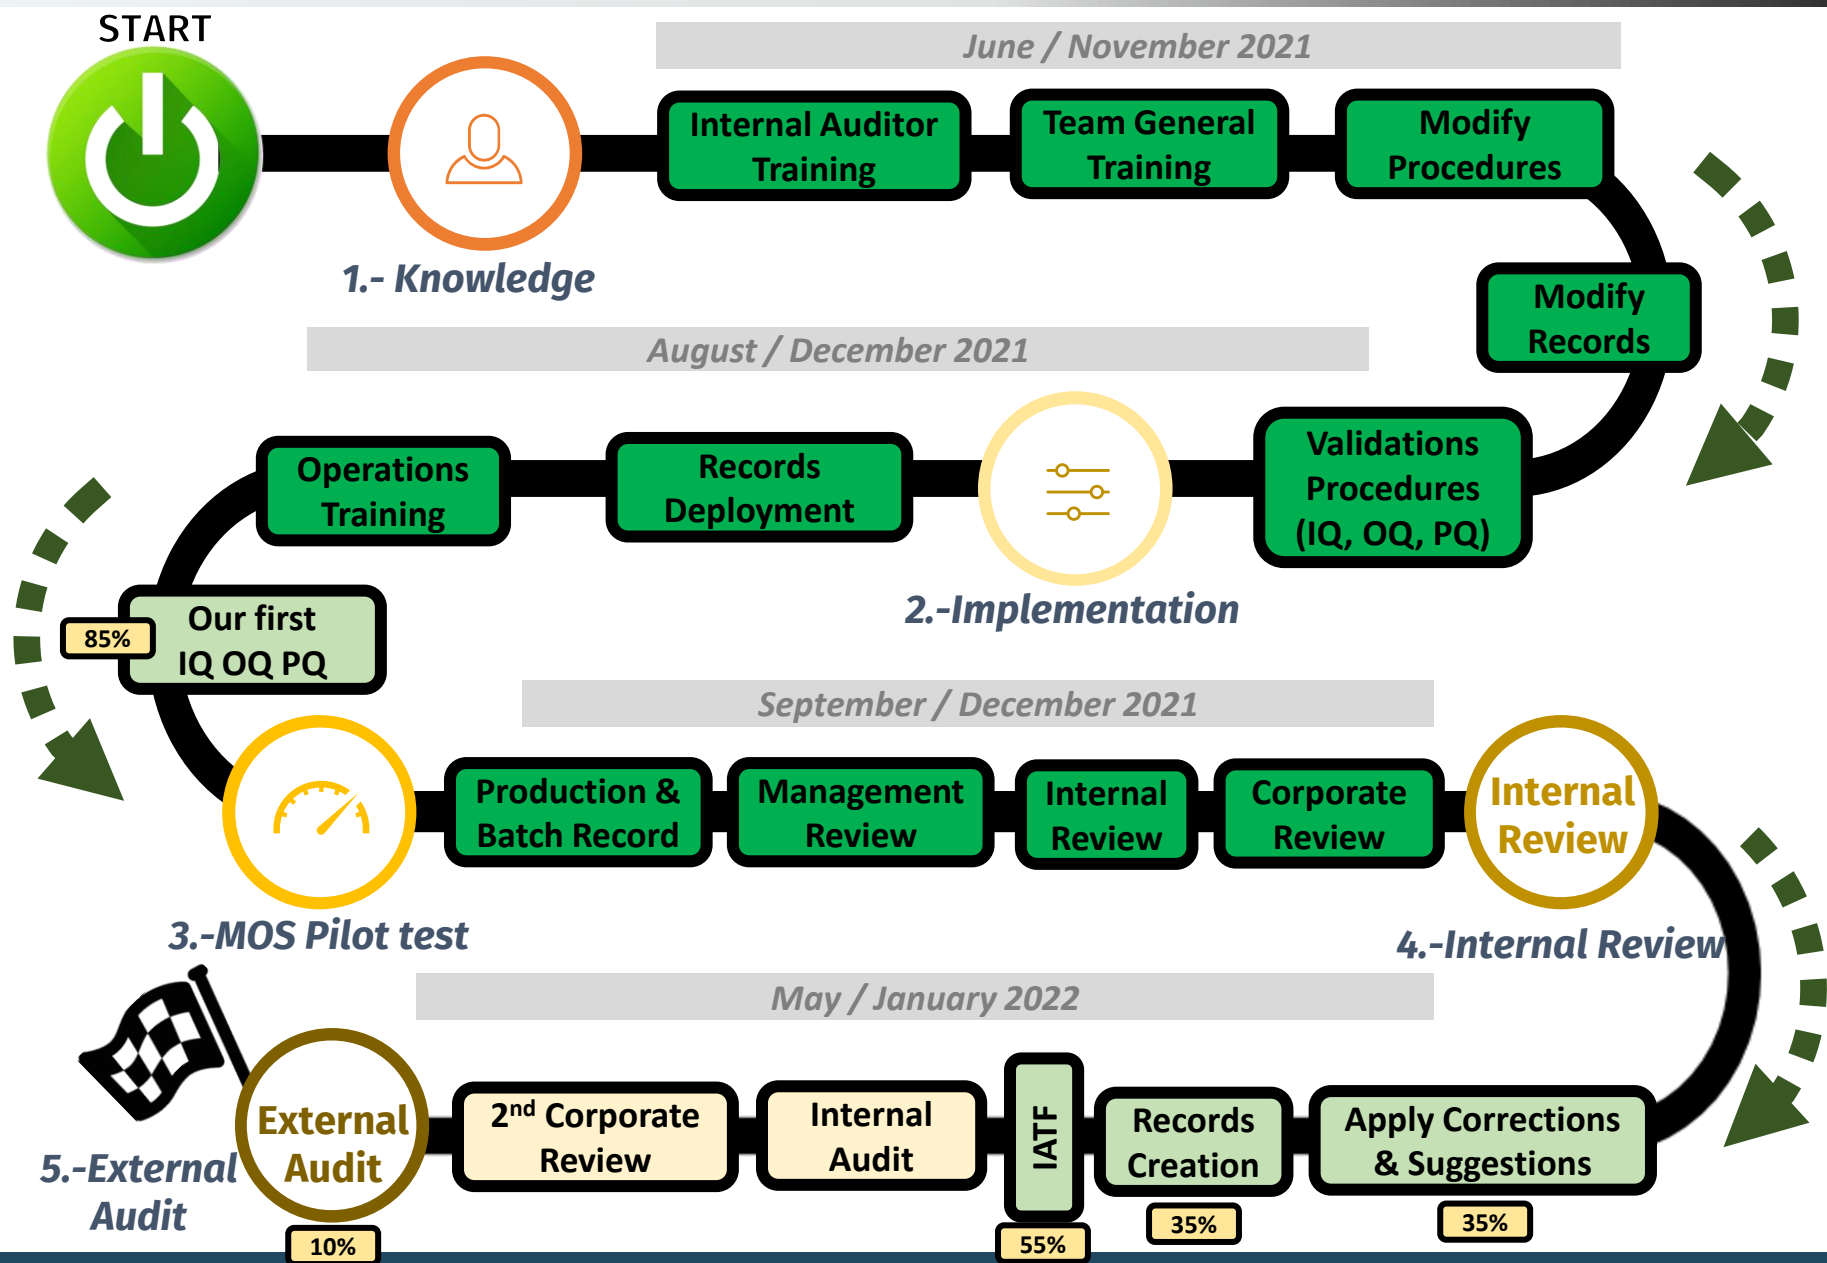 START
June / November 2021
Internal Auditor
Training
Team General
Training
Modify
Procedures
1.- Knowledge
Modify
Records
August / December 2021
Validations
Procedures
(IQ, OQ, PQ)
Records
Deployment
Operations
Training
2.-Implementation
Our first
IQ OQ PQ
85%
September / December 2021
Production &
Batch Record
Management
Review
Internal
Review
Corporate
Review
Internal
Review
3.-MOS Pilot test
4.-Internal Review
May / January 2022
External
Audit
2nd Corporate
Review
Internal
Audit
IATF
Records
Creation
Apply Corrections
& Suggestions
5.-External
Audit
10%
55%
35%
35%